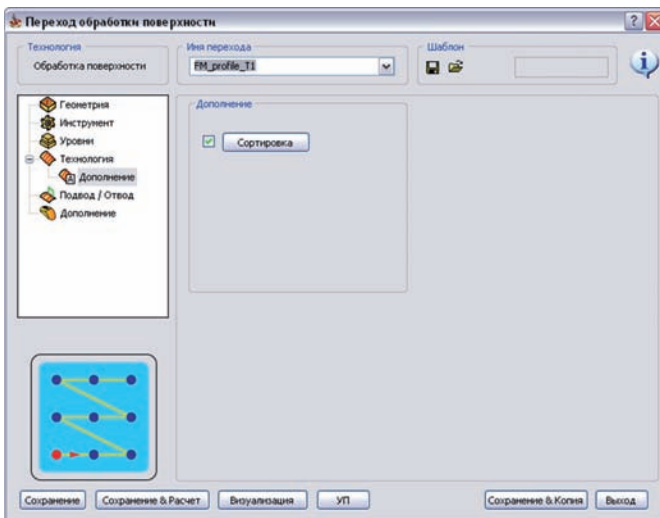 Переход обработки поверхности
Технология
Обработка поверхности
Имя перехода
FM_profile_T1
Шаблон
Геометрия
Инструмент
Уровни
Технология
Дополнение
Подвод / Отвод
Дополнение
Дополнение
Сортировка
Сохранение
Сохранение & Расчет
Визуализация
УП
Сохранение & Копия
Выход